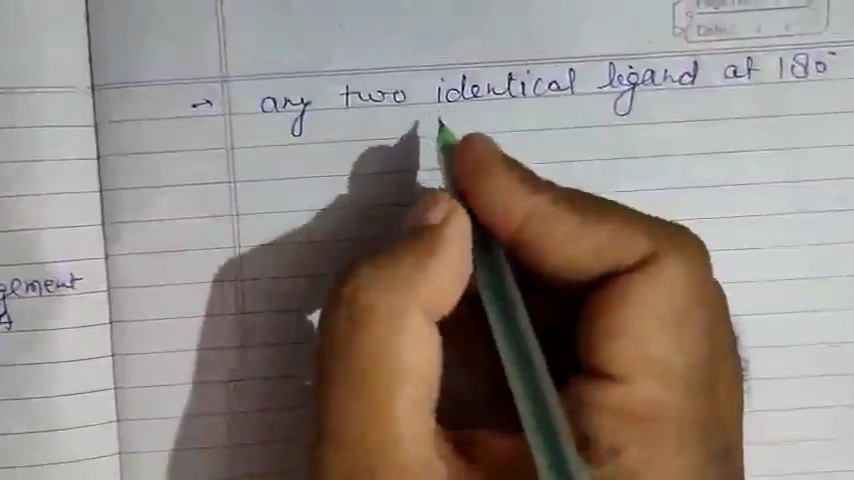 → any two identical ligand at 180°
gement